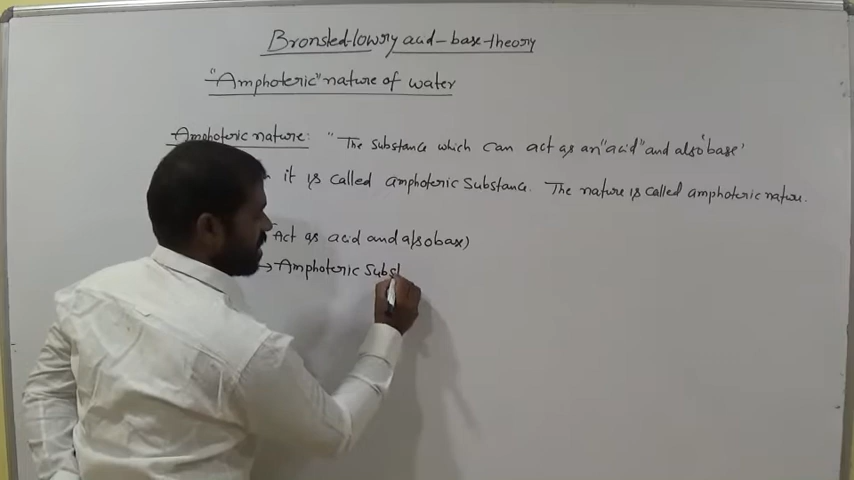 Bronsted-lowry acid-base-theory
"Amphoteric" nature of water
Amphoteric nature: "The substance which can act as an "acid" and also 'base'
it is called amphoteric substance. The nature is called amphoteric nature.
Act as acid and also base)
→ Amphoteric Subst